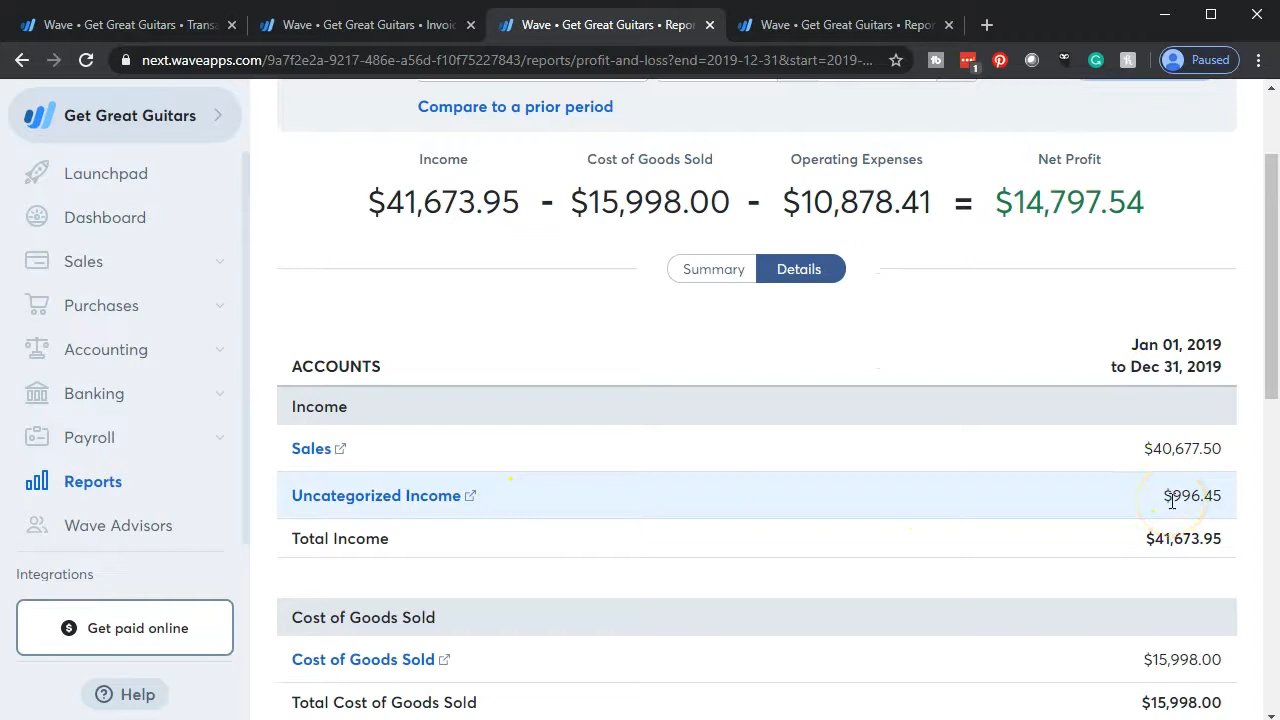 Wave • Get Great Guitars • Transa
Wave • Get Great Guitars • Invoic
Wave • Get Great Guitars • Repor
Wave • Get Great Guitars • Repor
next.waveapps.com/9a7f2e2a-9217-486e-a56d-f10f75227843/reports/profit-and-loss?end=2019-12-31&start=2019-...
1
Paused
Get Great Guitars
Launchpad
Dashboard
Sales
Purchases
Accounting
Banking
Payroll
Reports
Wave Advisors
Integrations
$ Get paid online
? Help
Compare to a prior period
Income Cost of Goods Sold Operating Expenses Net Profit
$41,673.95 - $15,998.00 - $10,878.41 = $14,797.54
Summary Details
Jan 01, 2019
ACCOUNTS to Dec 31, 2019
Income
Sales $40,677.50
Uncategorized Income $996.45
Total Income $41,673.95
Cost of Goods Sold
Cost of Goods Sold $15,998.00
Total Cost of Goods Sold $15,998.00